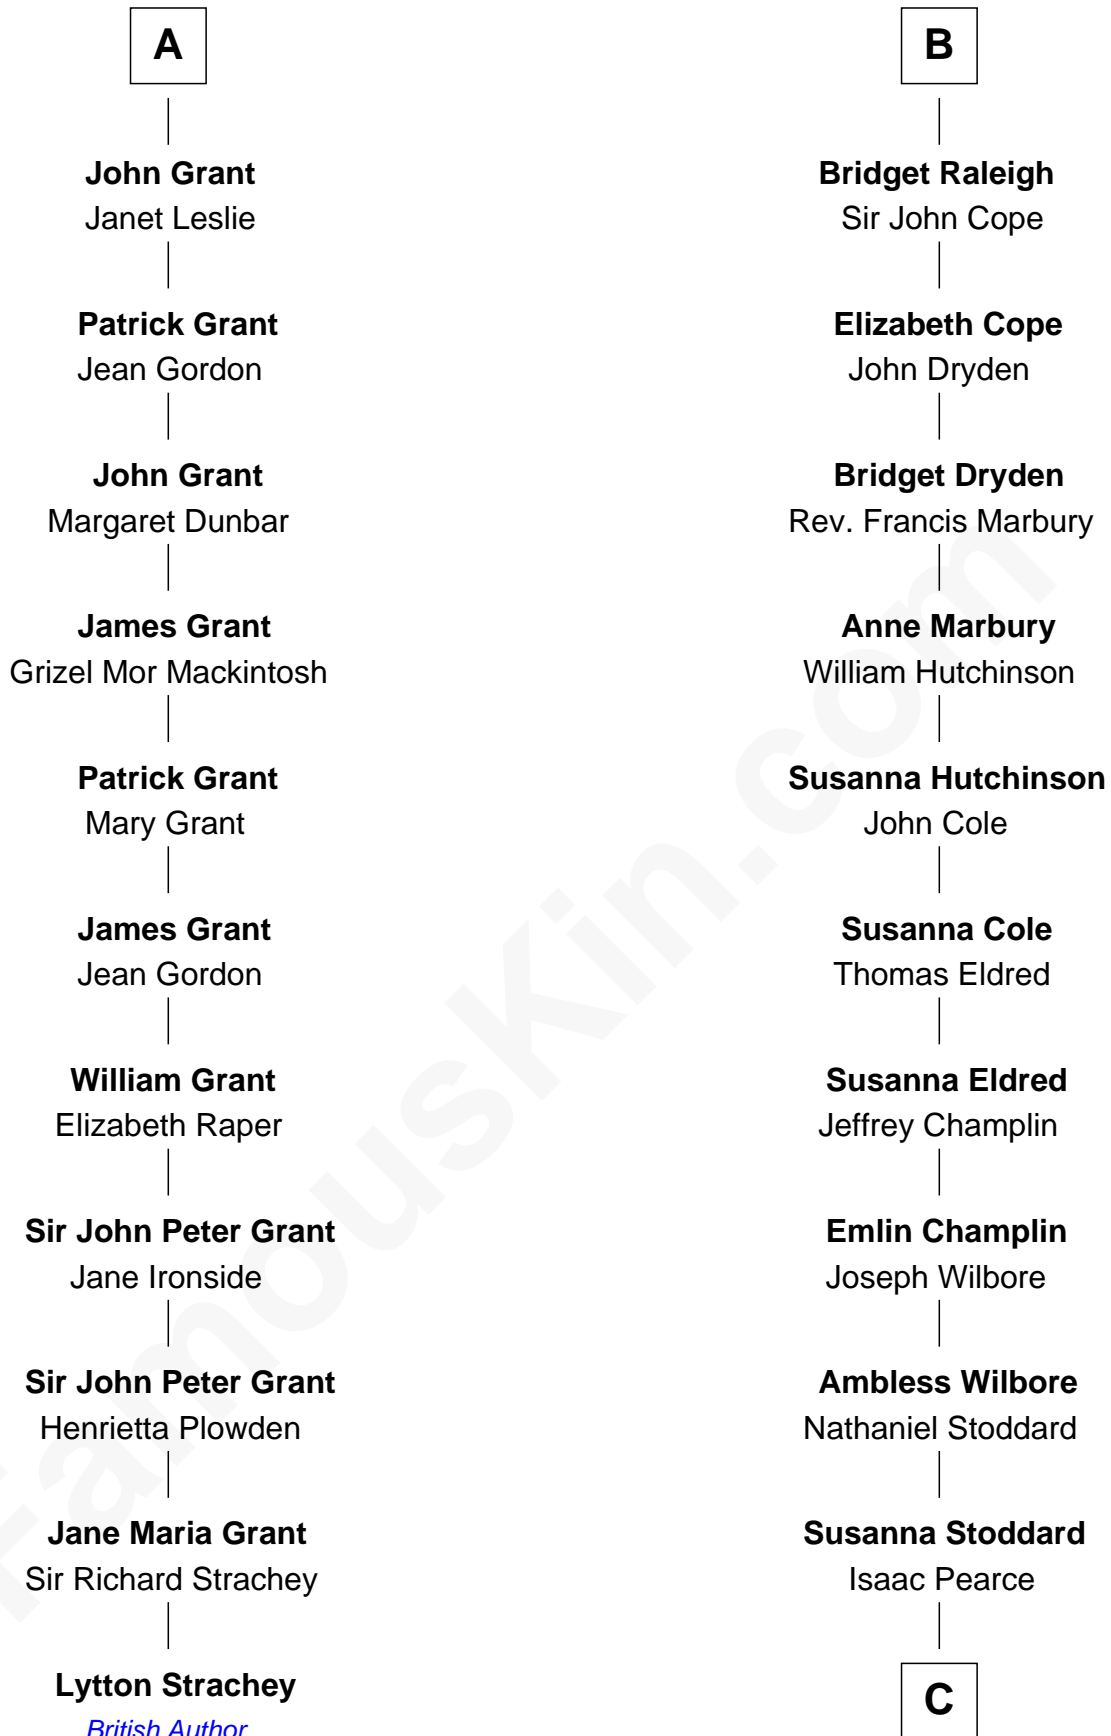 A
John Grant
Janet Leslie
Patrick Grant
Jean Gordon
John Grant
Margaret Dunbar
James Grant
Grizel Mor Mackintosh
Patrick Grant
Mary Grant
James Grant
Jean Gordon
William Grant
Elizabeth Raper
Sir John Peter Grant
Jane Ironside
Sir John Peter Grant
Henrietta Plowden
Jane Maria Grant
Sir Richard Strachey
Lytton Strachey
British Author
B
Bridget Raleigh
Sir John Cope
Elizabeth Cope
John Dryden
Bridget Dryden
Rev. Francis Marbury
Anne Marbury
William Hutchinson
Susanna Hutchinson
John Cole
Susanna Cole
Thomas Eldred
Susanna Eldred
Jeffrey Champlin
Emlin Champlin
Joseph Wilbore
Ambless Wilbore
Nathaniel Stoddard
Susanna Stoddard
Isaac Pearce
C
FamousKin.com